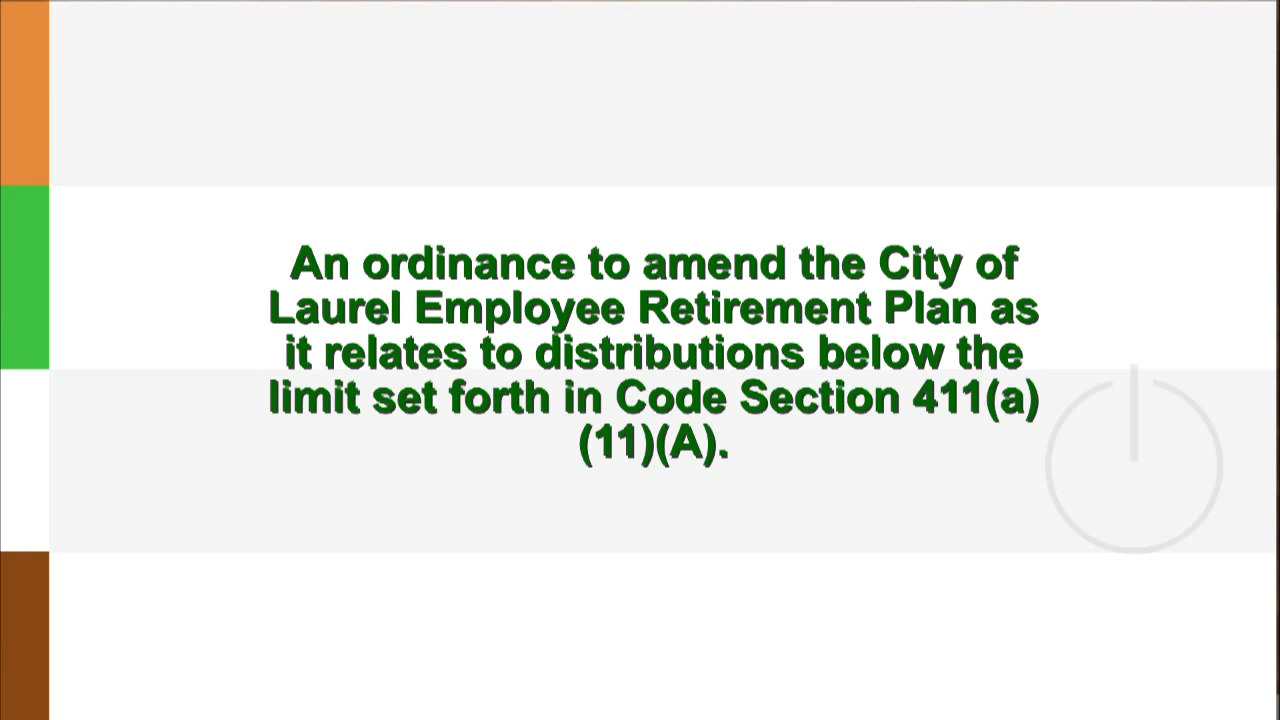 An ordinance to amend the City of
Laurel Employee Retirement Plan as
it relates to distributions below the
limit set forth in Code Section 411(a)
(11)(A).